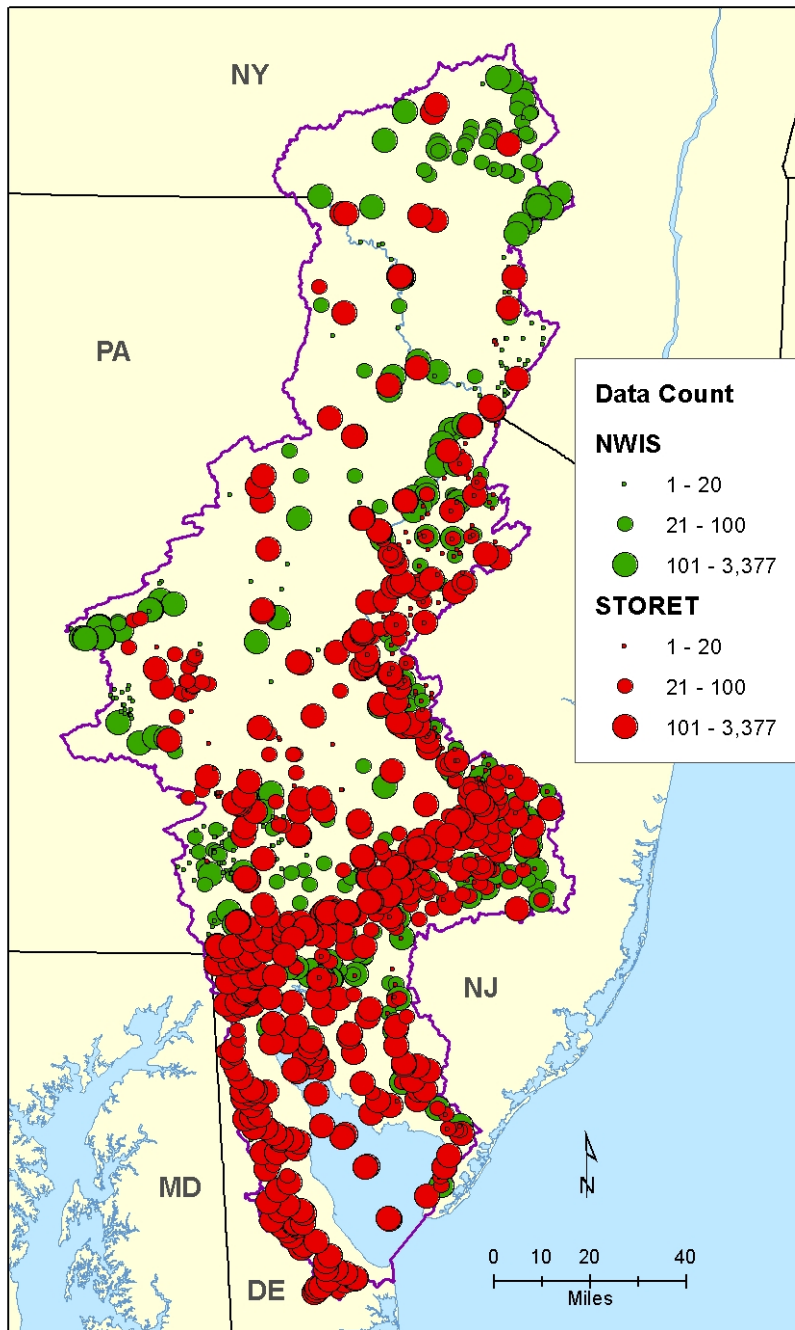 NY
PA
Data Count
NWIS
1 - 20
21 - 100
101 - 3,377
STORET
1 - 20
21 - 100
101 - 3,377
NJ
MD
DE
N
0 10 20 40
Miles